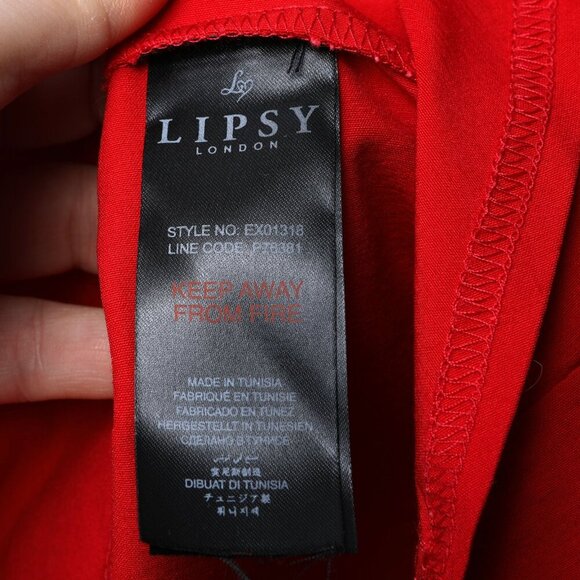 LIPSY
LONDON
STYLE NO: EX01318
LINE CODE: P78381
KEEP AWAY
FROM FIRE
MADE IN TUNISIA
FABRIQUÉ EN TUNISIE
FABRICADO EN TÚNEZ
HERGESTELLT IN TUNESIEN
СДЕЛАНО В ТУНИСЕ
突尼斯制造
DIBUAT DI TUNISIA
チュニジア製
튀니지제